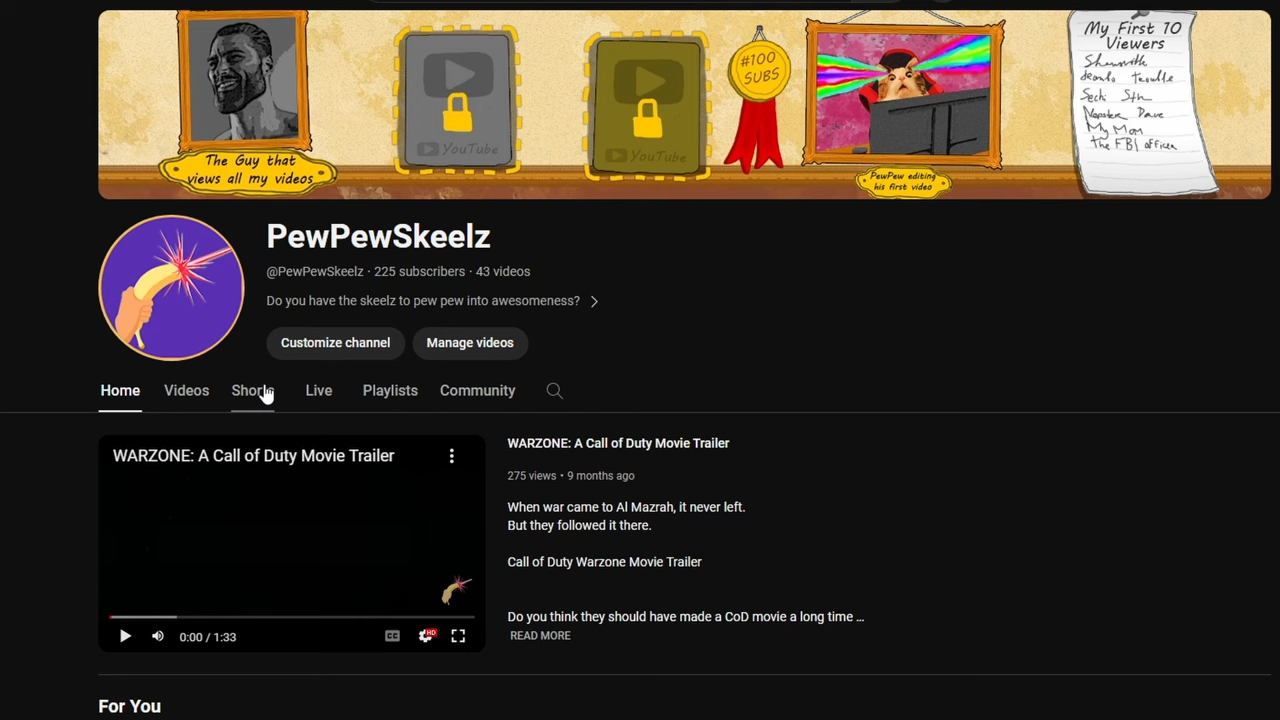 The Guy that
views all my videos
YouTube
YouTube
#100
SUBS
PewPew editing
his first video
My First 10
Viewers
Dave
My Mom
the FBI officer
PewPewSkeelz
@PewPewSkeelz · 225 subscribers · 43 videos
Do you have the skeelz to pew pew into awesomeness?
Customize channel
Manage videos
Home
Videos
Shorts
Live
Playlists
Community
WARZONE: A Call of Duty Movie Trailer
0:00 / 1:33
CC
HD
WARZONE: A Call of Duty Movie Trailer
275 views • 9 months ago
When war came to Al Mazrah, it never left.
But they followed it there.
Call of Duty Warzone Movie Trailer
Do you think they should have made a CoD movie a long time ...
READ MORE
For You